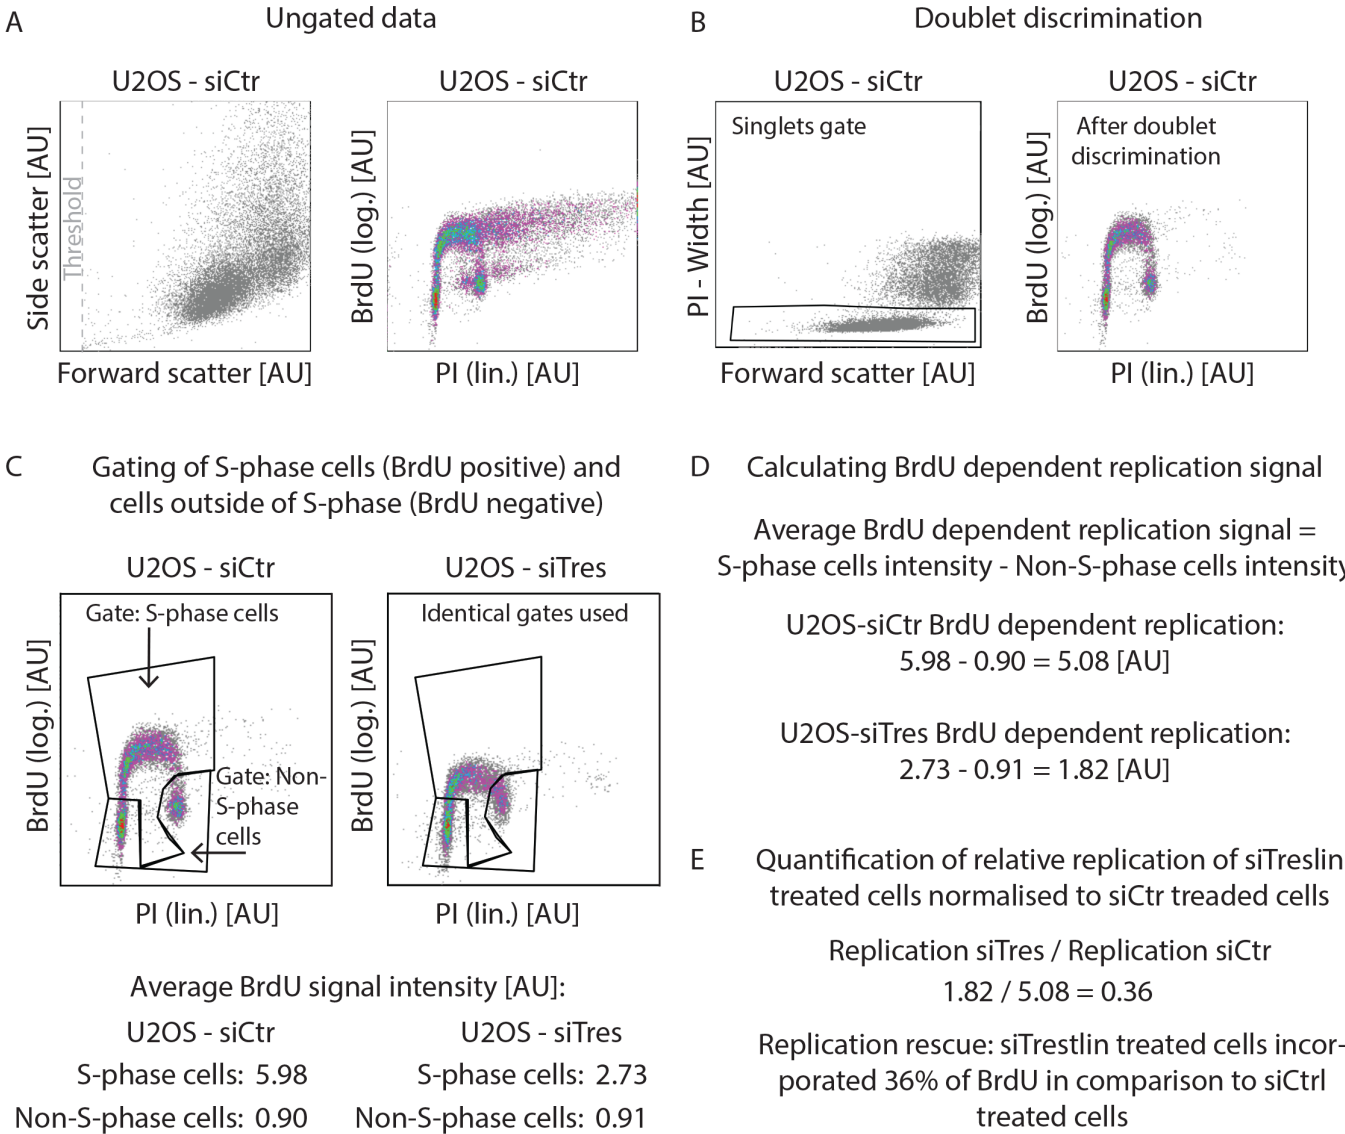 A
Ungated data
U2OS - siCtr
Side scatter [AU]
Threshold
Forward scatter [AU]
U2OS - siCtr
BrdU (log.) [AU]
PI (lin.) [AU]
B
Doublet discrimination
U2OS - siCtr
Singlets gate
PI - Width [AU]
Forward scatter [AU]
U2OS - siCtr
After doublet
discrimination
BrdU (log.) [AU]
PI (lin.) [AU]
C
Gating of S-phase cells (BrdU positive) and
cells outside of S-phase (BrdU negative)
U2OS - siCtr
Gate: S-phase cells
Gate: Non-
S-phase
cells
BrdU (log.) [AU]
PI (lin.) [AU]
U2OS - siTres
Identical gates used
BrdU (log.) [AU]
PI (lin.) [AU]
Average BrdU signal intensity [AU]:
U2OS - siCtr
S-phase cells: 5.98
Non-S-phase cells: 0.90
U2OS - siTres
S-phase cells: 2.73
Non-S-phase cells: 0.91
D
Calculating BrdU dependent replication signal
Average BrdU dependent replication signal =
S-phase cells intensity - Non-S-phase cells intensity
U2OS-siCtr BrdU dependent replication:
5.98 - 0.90 = 5.08 [AU]
U2OS-siTres BrdU dependent replication:
2.73 - 0.91 = 1.82 [AU]
E
Quantification of relative replication of siTreslin
treated cells normalised to siCtr treaded cells
Replication siTres / Replication siCtr
1.82 / 5.08 = 0.36
Replication rescue: siTrestlin treated cells incor-
porated 36% of BrdU in comparison to siCtrl
treated cells